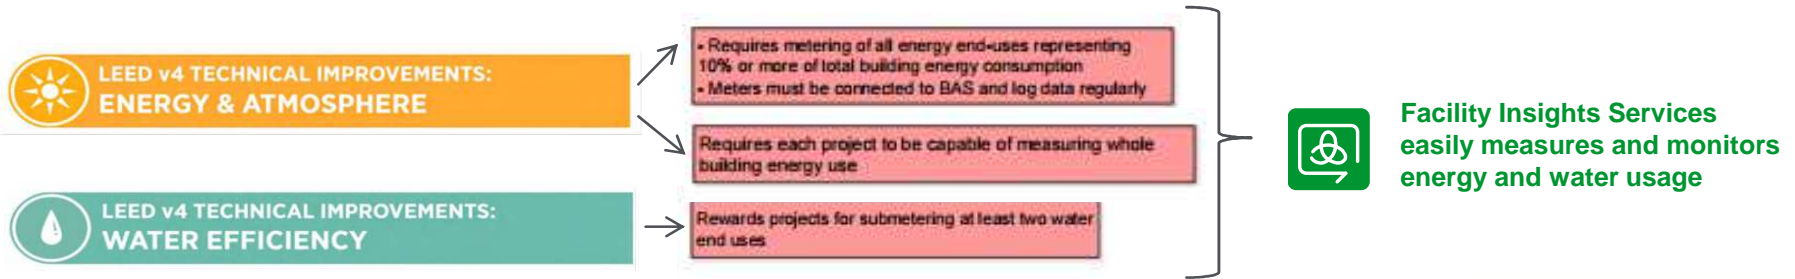 LEED v4 TECHNICAL IMPROVEMENTS:
ENERGY & ATMOSPHERE
- Requires metering of all energy end-uses representing
10% or more of total building energy consumption
- Meters must be connected to BAS and log data regularly
Requires each project to be capable of measuring whole
building energy use
LEED v4 TECHNICAL IMPROVEMENTS:
WATER EFFICIENCY
Rewards projects for submetering at least two water
end uses
Facility Insights Services
easily measures and monitors
energy and water usage